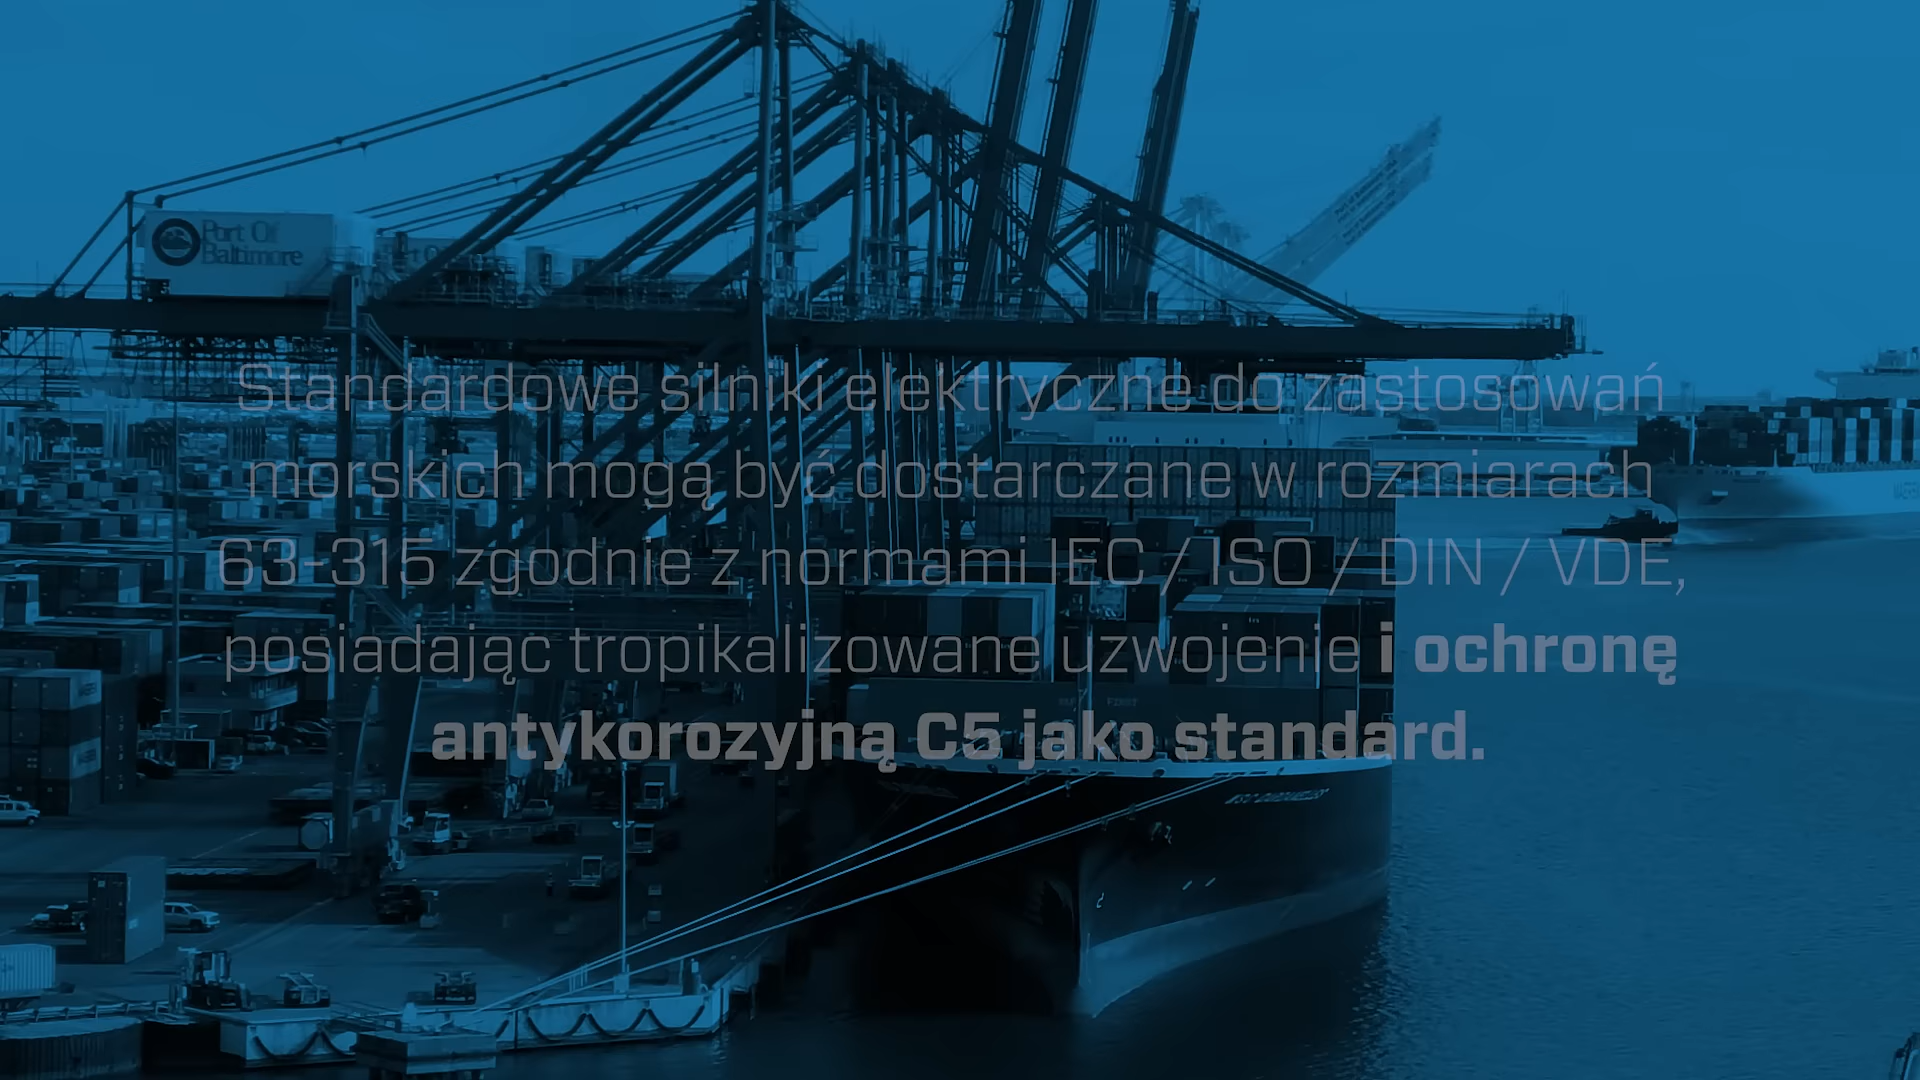 Port Of
Baltimore
Standardowe silniki elektryczne do zastosowań
morskich mogą być dostarczane w rozmiarach
63-315 zgodnie z normami IEC / ISO / DIN / VDE,
posiadając tropikalizowane uzwojenie i ochronę
antykorozyjną C5 jako standard.